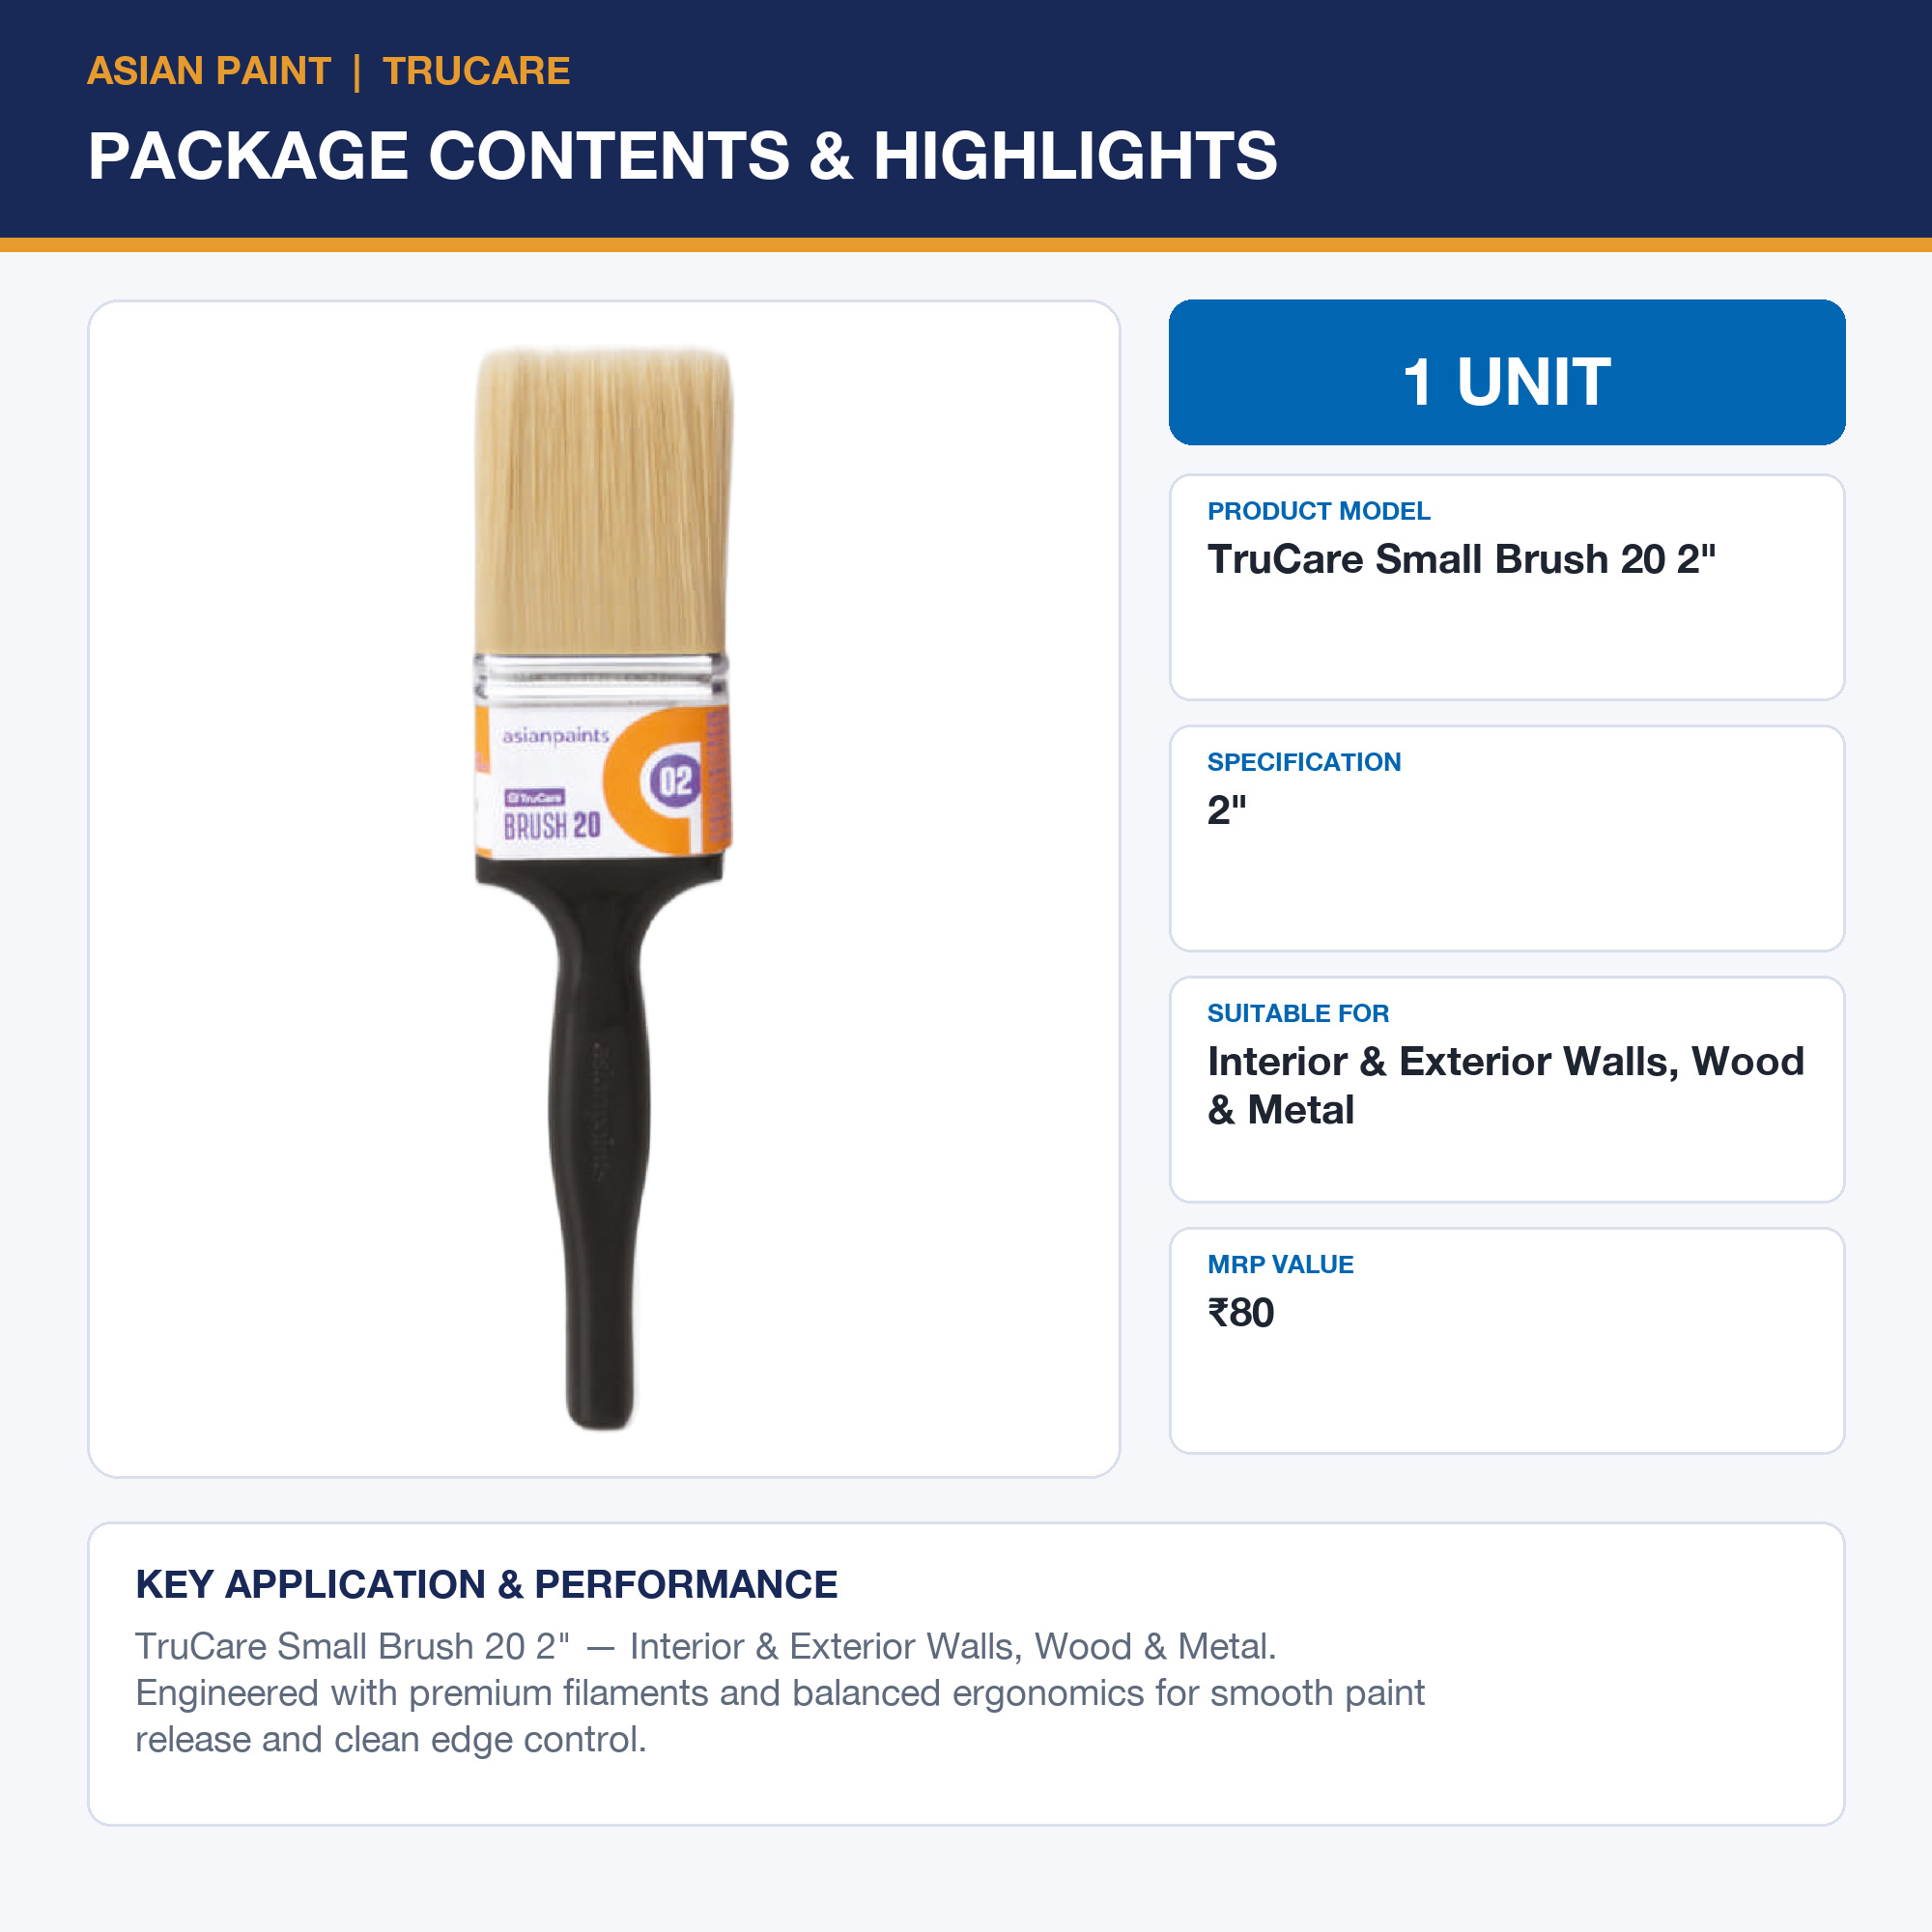 ASIAN PAINT | TRUCARE
PACKAGE CONTENTS & HIGHLIGHTS
asianpaints
02
TruCare
BRUSH 20
asianpaints
1 UNIT
PRODUCT MODEL
TruCare Small Brush 20 2"
SPECIFICATION
2"
SUITABLE FOR
Interior & Exterior Walls, Wood
& Metal
MRP VALUE
₹80
KEY APPLICATION & PERFORMANCE
TruCare Small Brush 20 2" — Interior & Exterior Walls, Wood & Metal.
Engineered with premium filaments and balanced ergonomics for smooth paint
release and clean edge control.